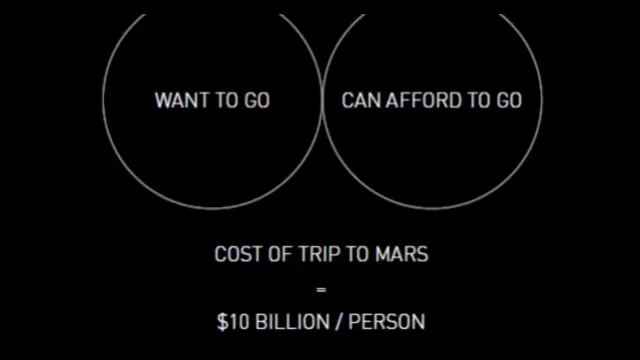 WANT TO GO
CAN AFFORD TO GO
COST OF TRIP TO MARS
=
$10 BILLION / PERSON